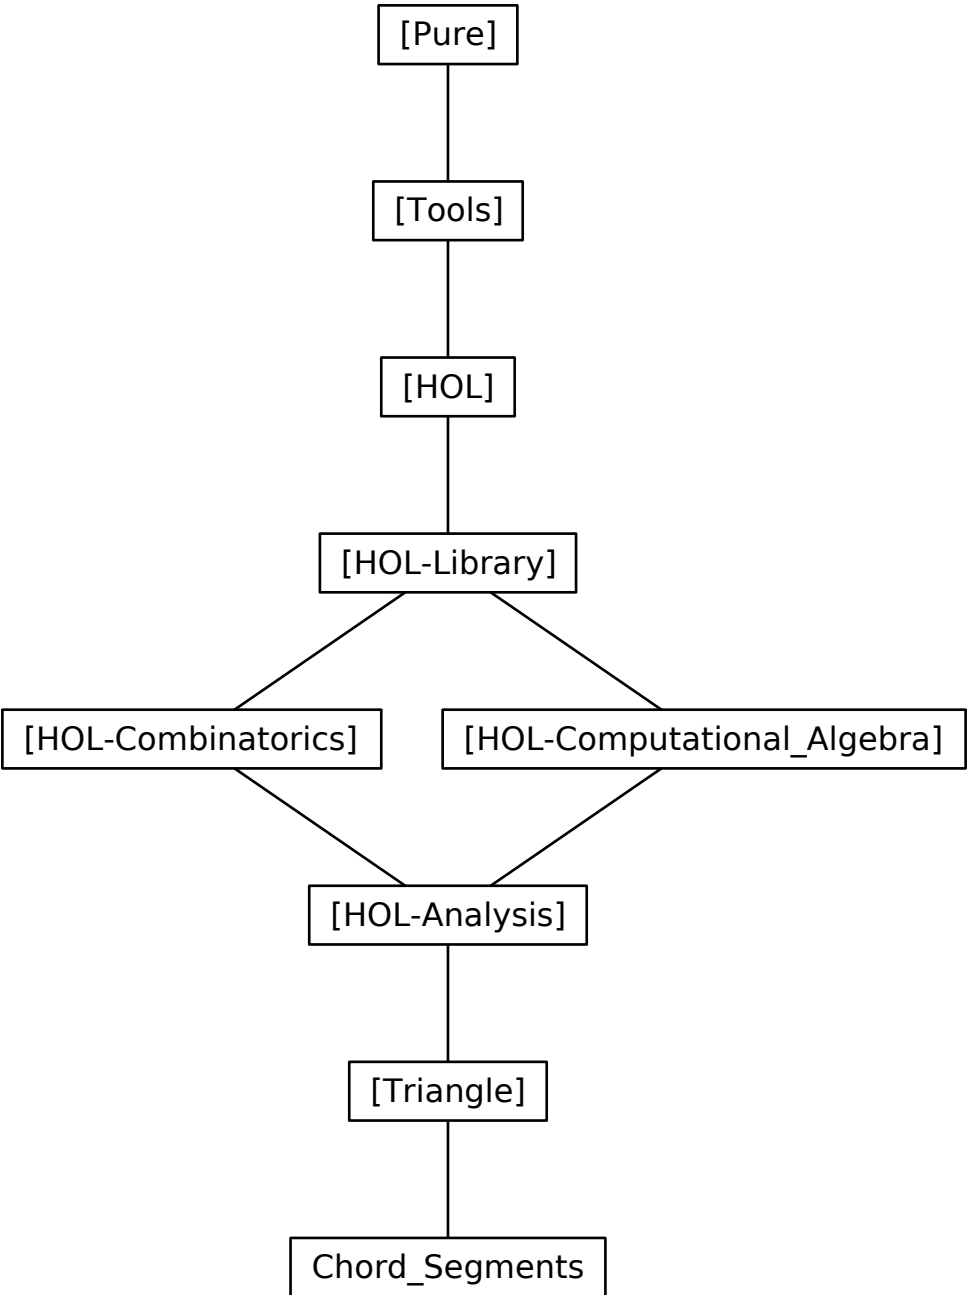 [Pure]
[Tools]
[HOL]
[HOL-Library]
[HOL-Combinatorics]
[HOL-Computational_Algebra]
[HOL-Analysis]
[Triangle]
Chord_Segments